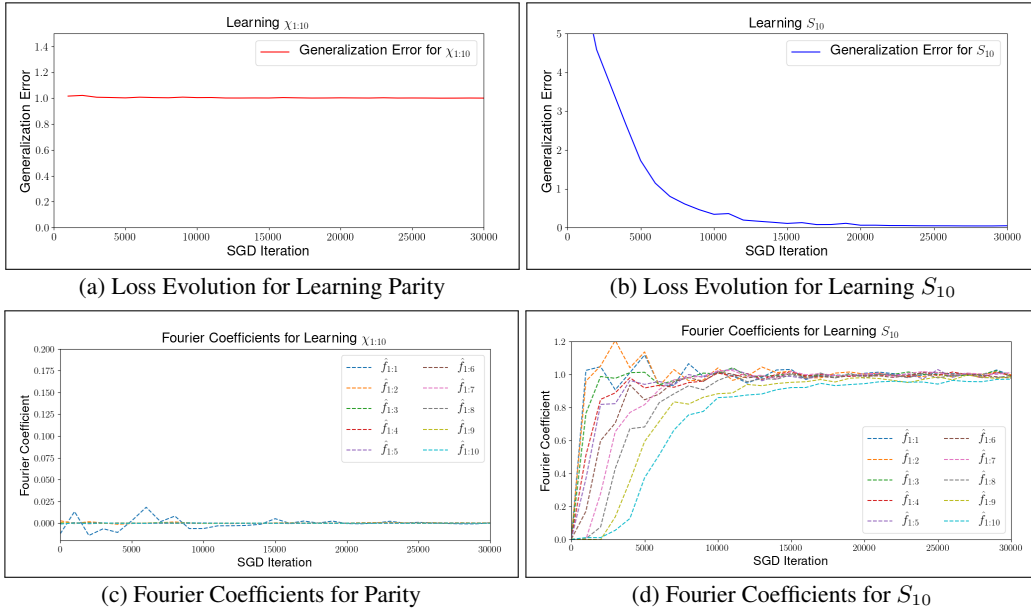 Learning χ1:10
Generalization Error for χ1:10
1.4
1.2
1.0
0.8
0.6
0.4
0.2
0.0
Generalization Error
0 5000 10000 15000 20000 25000 30000
SGD Iteration
(a) Loss Evolution for Learning Parity
Learning S10
Generalization Error for S10
5
4
3
2
1
0
Generalization Error
0 5000 10000 15000 20000 25000 30000
SGD Iteration
(b) Loss Evolution for Learning S10
Fourier Coefficients for Learning χ1:10
0.200
0.175
0.150
0.125
0.100
0.075
0.050
0.025
0.000
Fourier Coefficient
f̂1:1 f̂1:6
f̂1:2 f̂1:7
f̂1:3 f̂1:8
f̂1:4 f̂1:9
f̂1:5 f̂1:10
0 5000 10000 15000 20000 25000 30000
SGD Iteration
(c) Fourier Coefficients for Parity
Fourier Coefficients for Learning S10
1.2
1.0
0.8
0.6
0.4
0.2
0.0
Fourier Coefficient
f̂1:1 f̂1:6
f̂1:2 f̂1:7
f̂1:3 f̂1:8
f̂1:4 f̂1:9
f̂1:5 f̂1:10
0 5000 10000 15000 20000 25000 30000
SGD Iteration
(d) Fourier Coefficients for S10